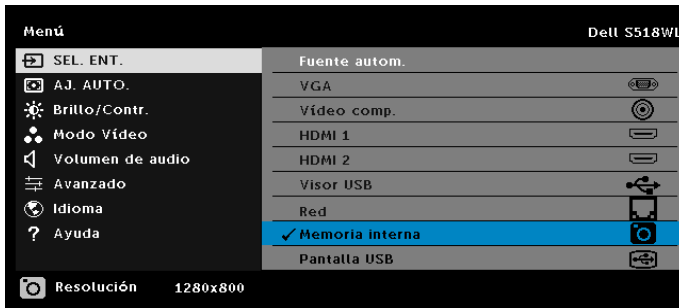 Menú
Dell S518WL
SEL. ENT.
AJ. AUTO.
Brillo/Contr.
Modo Vídeo
Volumen de audio
Avanzado
Idioma
? Ayuda
Fuente autom.
VGA
Vídeo comp.
HDMI 1
HDMI 2
Visor USB
Red
✓ Memoria interna
Pantalla USB
Resolución 1280x800